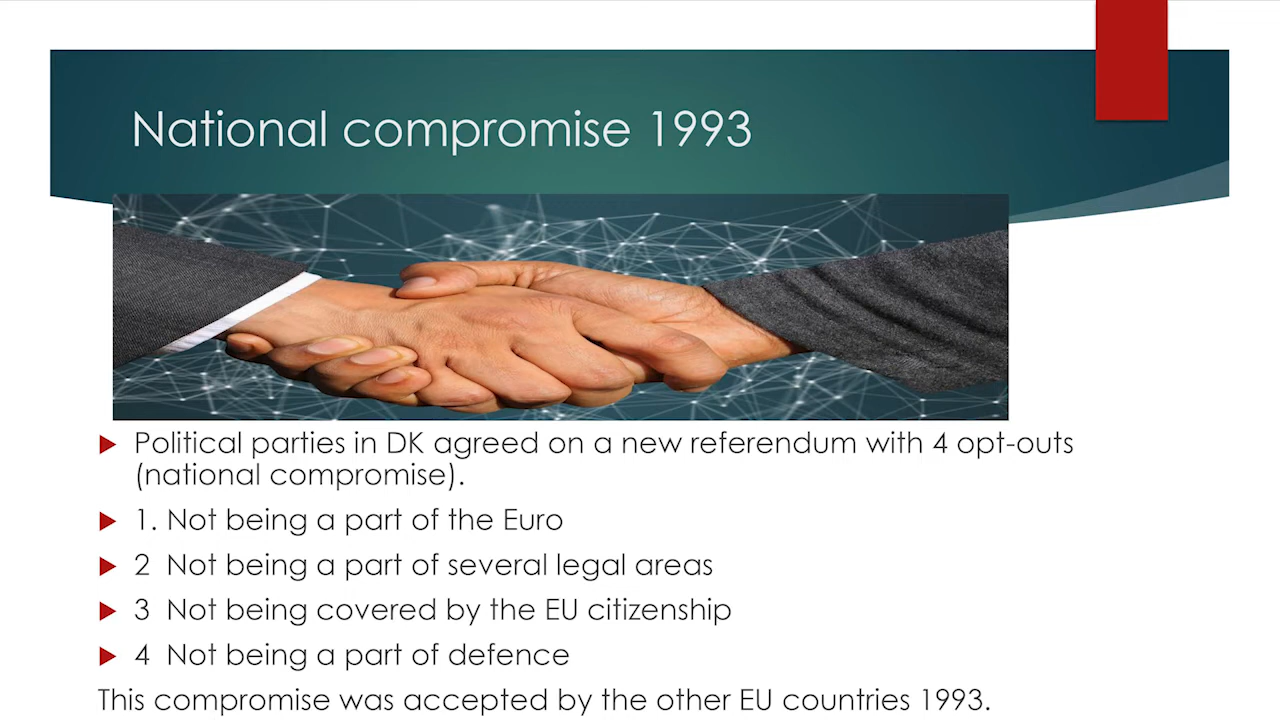 National compromise 1993
Political parties in DK agreed on a new referendum with 4 opt-outs
(national compromise).
1. Not being a part of the Euro
2 Not being a part of several legal areas
3 Not being covered by the EU citizenship
4 Not being a part of defence
This compromise was accepted by the other EU countries 1993.